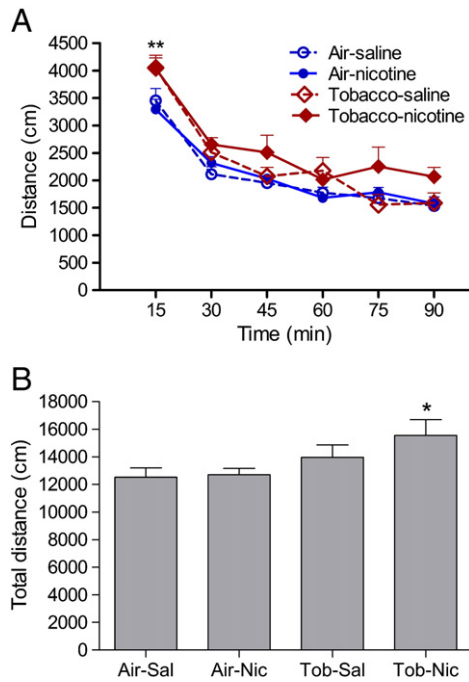 A
**
Air-saline
Air-nicotine
Tobacco-saline
Tobacco-nicotine
4500
4000
3500
3000
2500
2000
1500
1000
500
0
Distance (cm)
15 30 45 60 75 90
Time (min)
B
*
18000
16000
14000
12000
10000
8000
6000
4000
2000
0
Total distance (cm)
Air-Sal Air-Nic Tob-Sal Tob-Nic